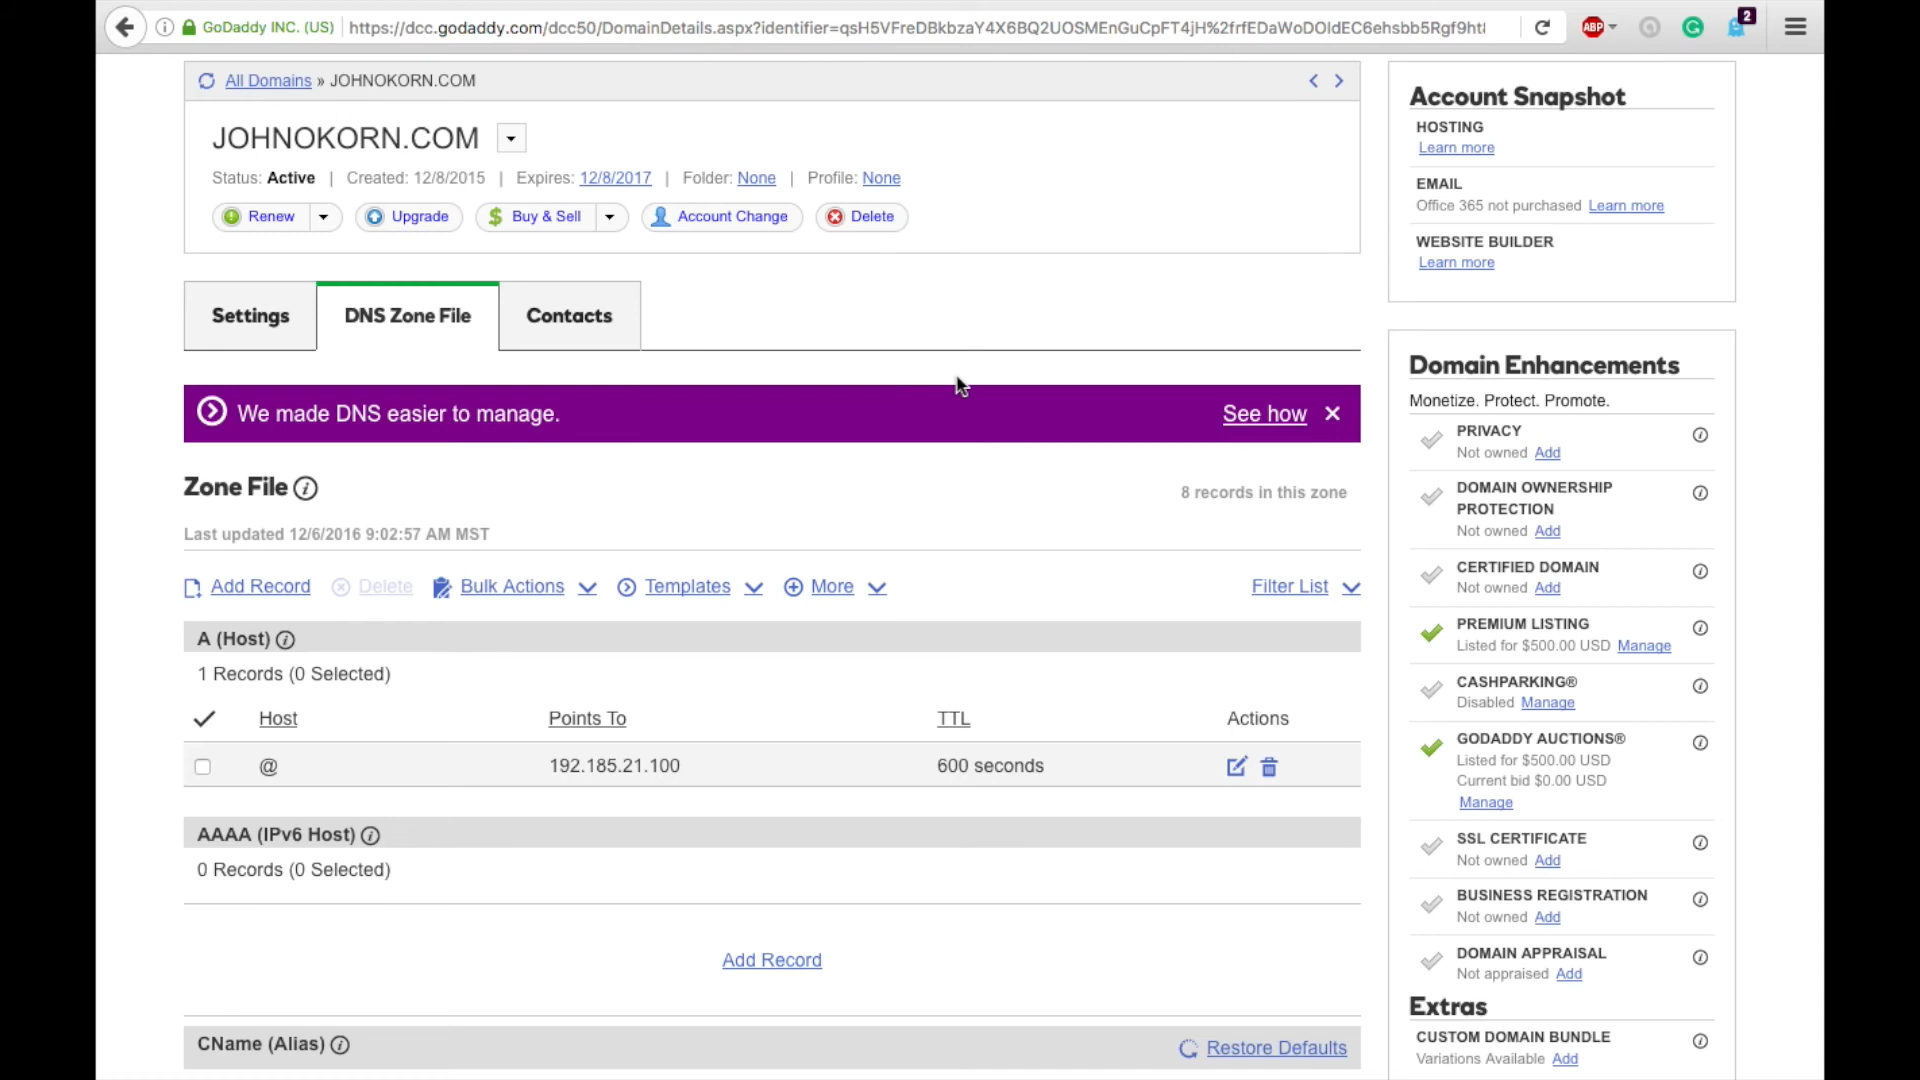 GoDaddy INC. (US)
https://dcc.godaddy.com/dcc50/DomainDetails.aspx?identifier=qsH5VFreDBkbzaY4X6BQ2UOSMEnGuCpFT4jH%2frfEDaWoDOIdEC6ehsbb5Rgf9ht
ABP
2
All Domains » JOHNOKORN.COM
JOHNOKORN.COM
Status: Active | Created: 12/8/2015 | Expires: 12/8/2017 | Folder: None | Profile: None
Renew
Upgrade
Buy & Sell
Account Change
Delete
Settings
DNS Zone File
Contacts
We made DNS easier to manage.
See how
Zone File
8 records in this zone
Last updated 12/6/2016 9:02:57 AM MST
Add Record
Delete
Bulk Actions
Templates
More
Filter List
A (Host)
1 Records (0 Selected)
Host
Points To
TTL
Actions
@
192.185.21.100
600 seconds
AAAA (IPv6 Host)
0 Records (0 Selected)
Add Record
CName (Alias)
Restore Defaults
Account Snapshot
HOSTING
Learn more
EMAIL
Office 365 not purchased Learn more
WEBSITE BUILDER
Learn more
Domain Enhancements
Monetize. Protect. Promote.
PRIVACY
Not owned Add
DOMAIN OWNERSHIP
PROTECTION
Not owned Add
CERTIFIED DOMAIN
Not owned Add
PREMIUM LISTING
Listed for $500.00 USD Manage
CASHPARKING®
Disabled Manage
GODADDY AUCTIONS®
Listed for $500.00 USD
Current bid $0.00 USD
Manage
SSL CERTIFICATE
Not owned Add
BUSINESS REGISTRATION
Not owned Add
DOMAIN APPRAISAL
Not appraised Add
Extras
CUSTOM DOMAIN BUNDLE
Variations Available Add